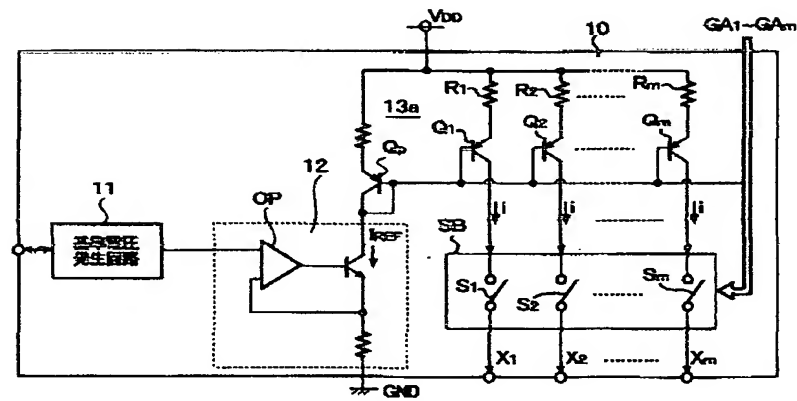 VDD
10
GA1~GAm
R1
R2
Rm
13a
Q1
Q2
Qm
Qp
12
11
OP
基準電圧
発生回路
IREF
i
i
i
SB
S1
S2
Sm
X1
X2
Xm
GND